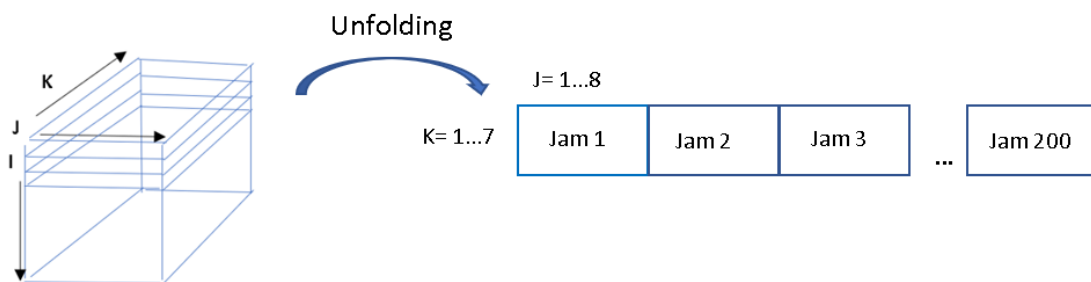 Unfolding
K
J
I
J= 1...8
K= 1...7
Jam 1
Jam 2
Jam 3
...
Jam 200